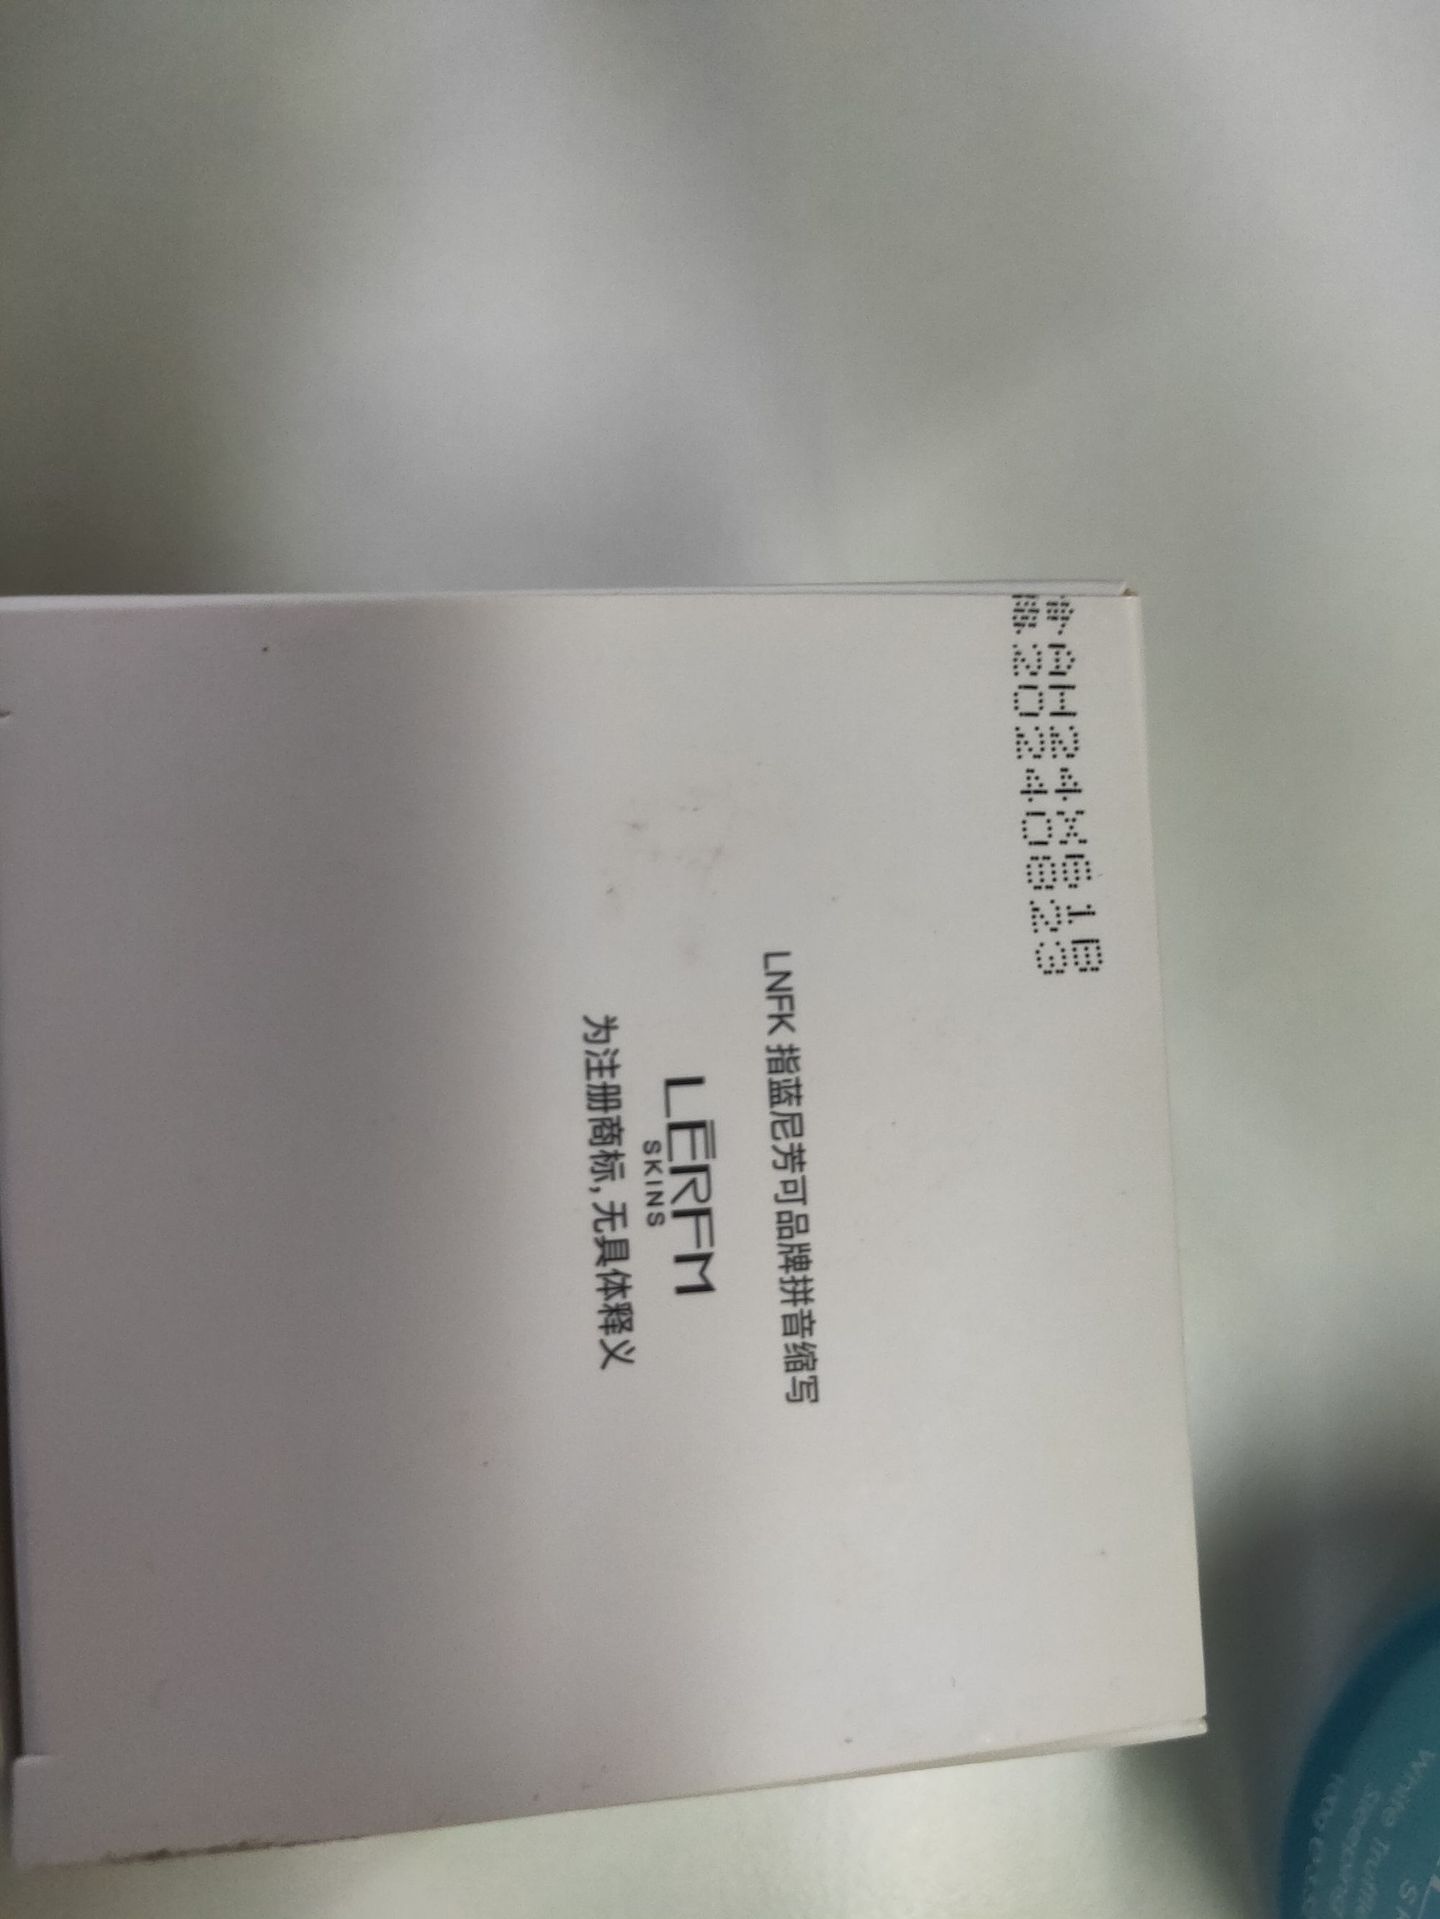 AH24X61B
20240823
LNFK 指蓝尼芳可品牌拼音缩写
LERFM
SKINS
为注册商标，无具体释义